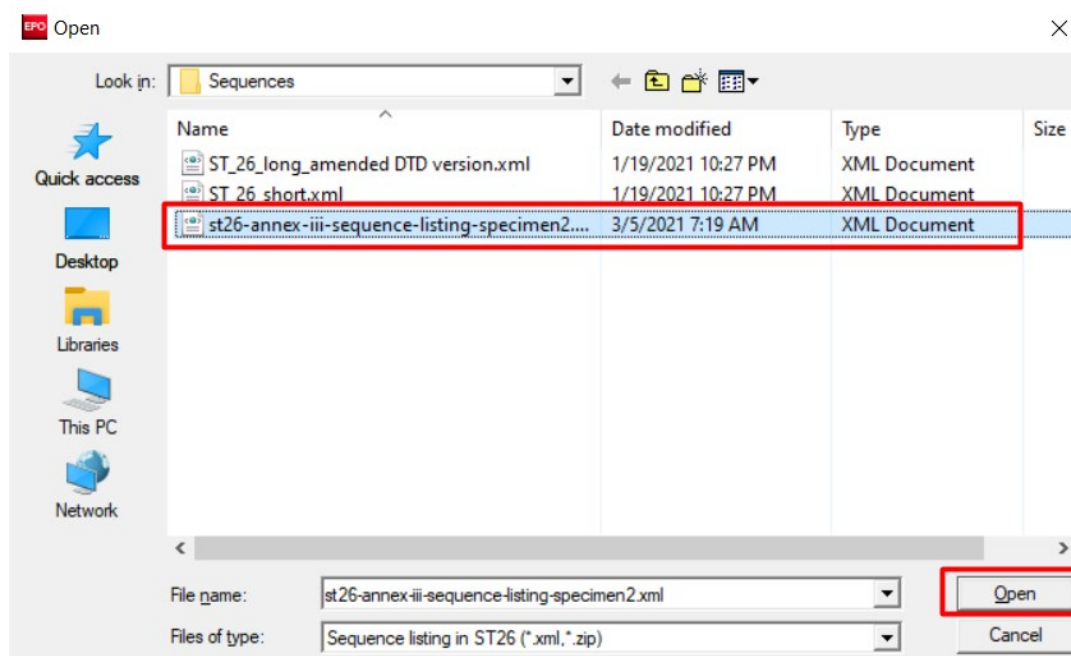 EPO Open
Look in: Sequences
Name Date modified Type Size
ST_26_long_amended DTD version.xml 1/19/2021 10:27 PM XML Document
ST_26_short.xml 1/19/2021 10:27 PM XML Document
st26-annex-iii-sequence-listing-specimen2.... 3/5/2021 7:19 AM XML Document
Quick access
Desktop
Libraries
This PC
Network
File name: st26-annex-iii-sequence-listing-specimen2.xml Open
Files of type: Sequence listing in ST26 (*.xml,*.zip) Cancel